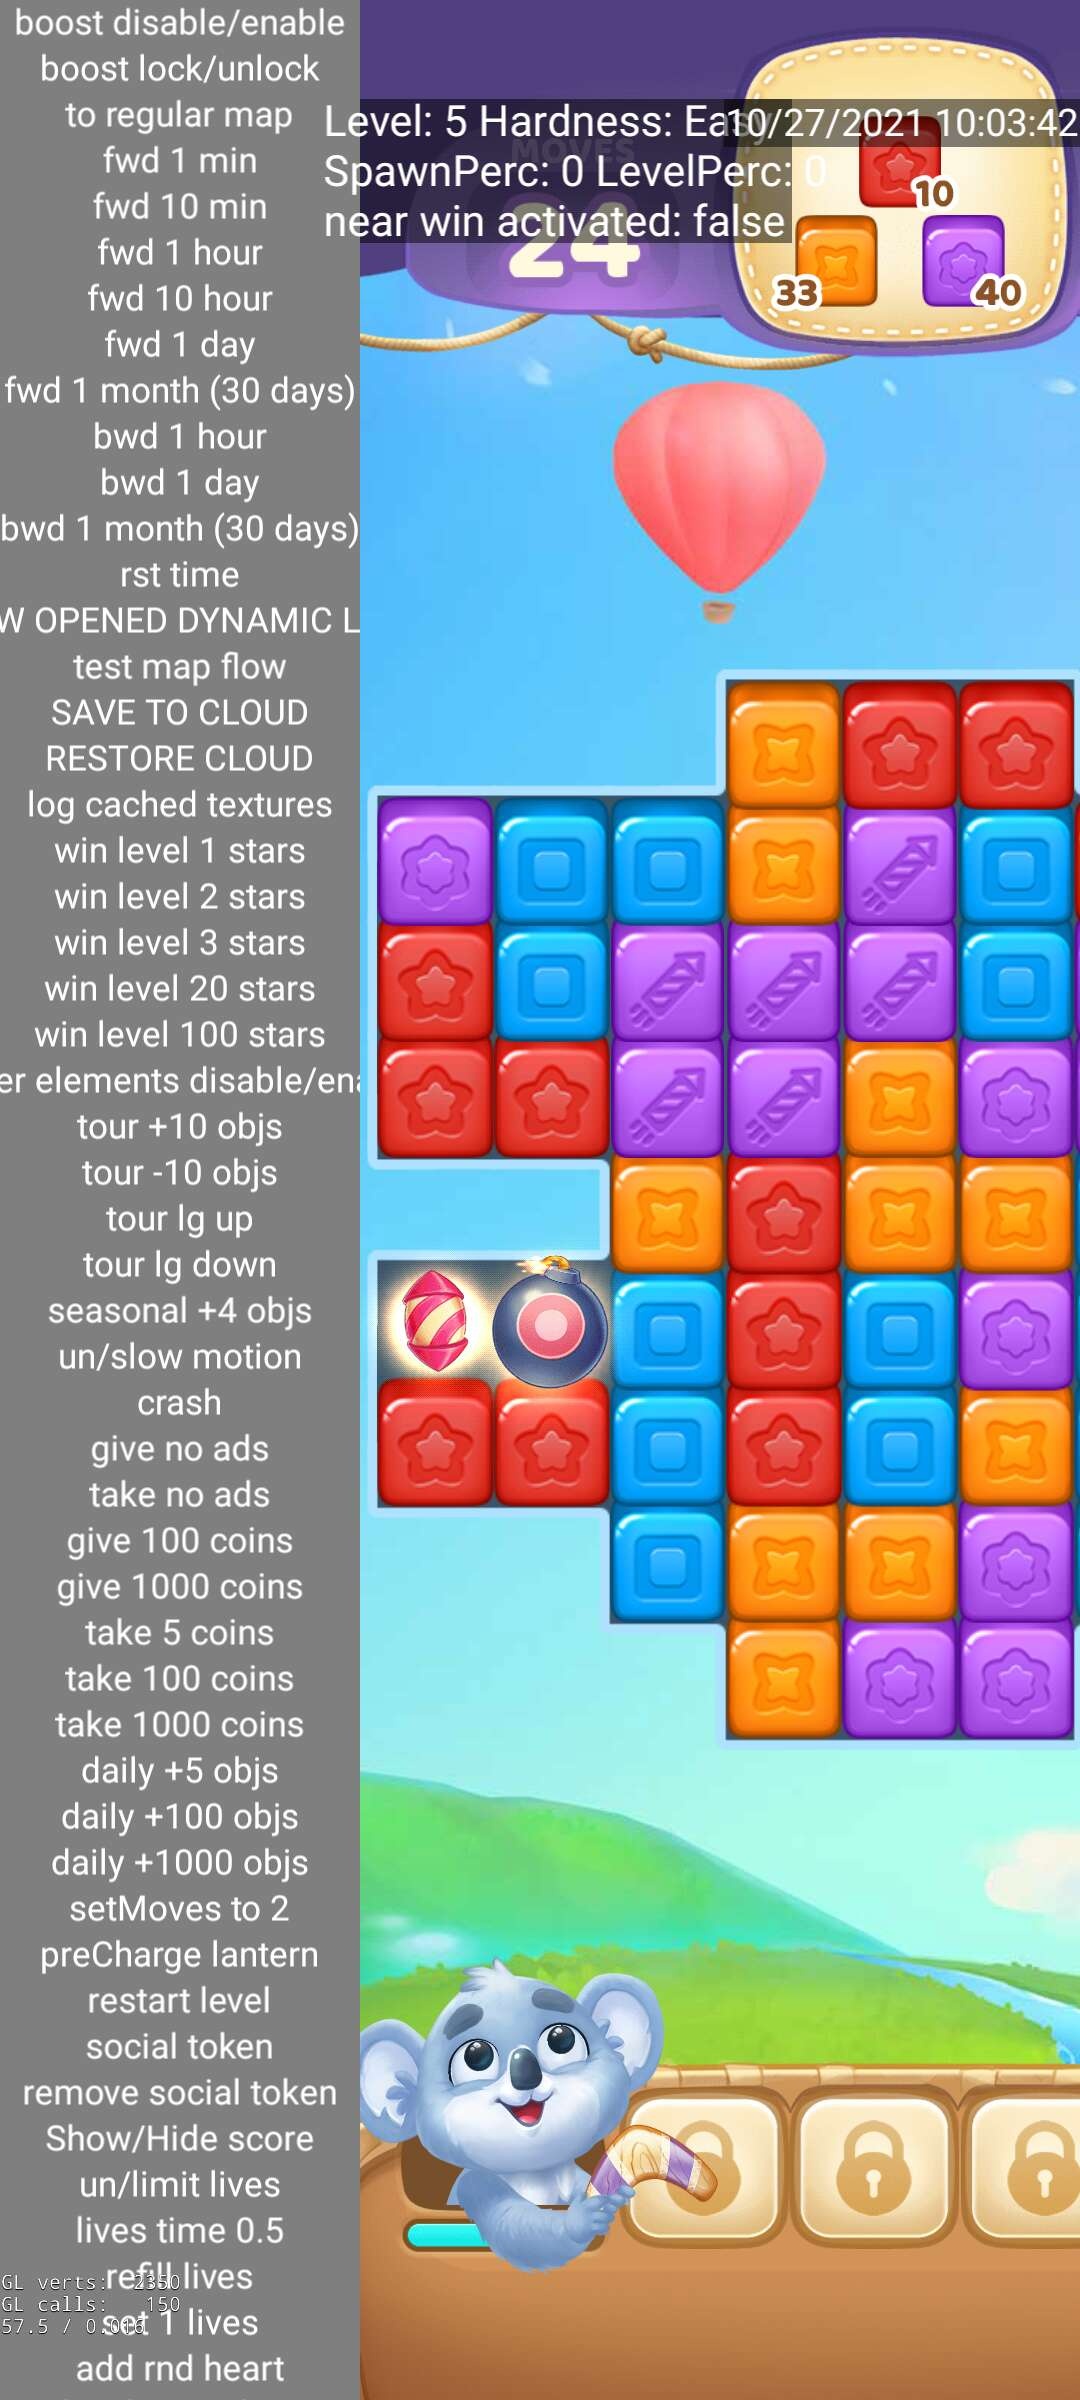 boost disable/enable
boost lock/unlock
to regular map
fwd 1 min
fwd 10 min
fwd 1 hour
fwd 10 hour
fwd 1 day
fwd 1 month (30 days)
bwd 1 hour
bwd 1 day
bwd 1 month (30 days)
rst time
W OPENED DYNAMIC L
test map flow
SAVE TO CLOUD
RESTORE CLOUD
log cached textures
win level 1 stars
win level 2 stars
win level 3 stars
win level 20 stars
win level 100 stars
er elements disable/ena
tour +10 objs
tour -10 objs
tour lg up
tour lg down
seasonal +4 objs
un/slow motion
crash
give no ads
take no ads
give 100 coins
give 1000 coins
take 5 coins
take 100 coins
take 1000 coins
daily +5 objs
daily +100 objs
daily +1000 objs
setMoves to 2
preCharge lantern
restart level
social token
remove social token
Show/Hide score
un/limit lives
lives time 0.5
refill lives
set 1 lives
add rnd heart
GL verts: 2350
GL calls: 150
57.5 / 0.016
Level: 5 Hardness: Easy
10/27/2021 10:03:42
SpawnPerc: 0 LevelPerc: 0
near win activated: false
MOVES
24
10
33
40